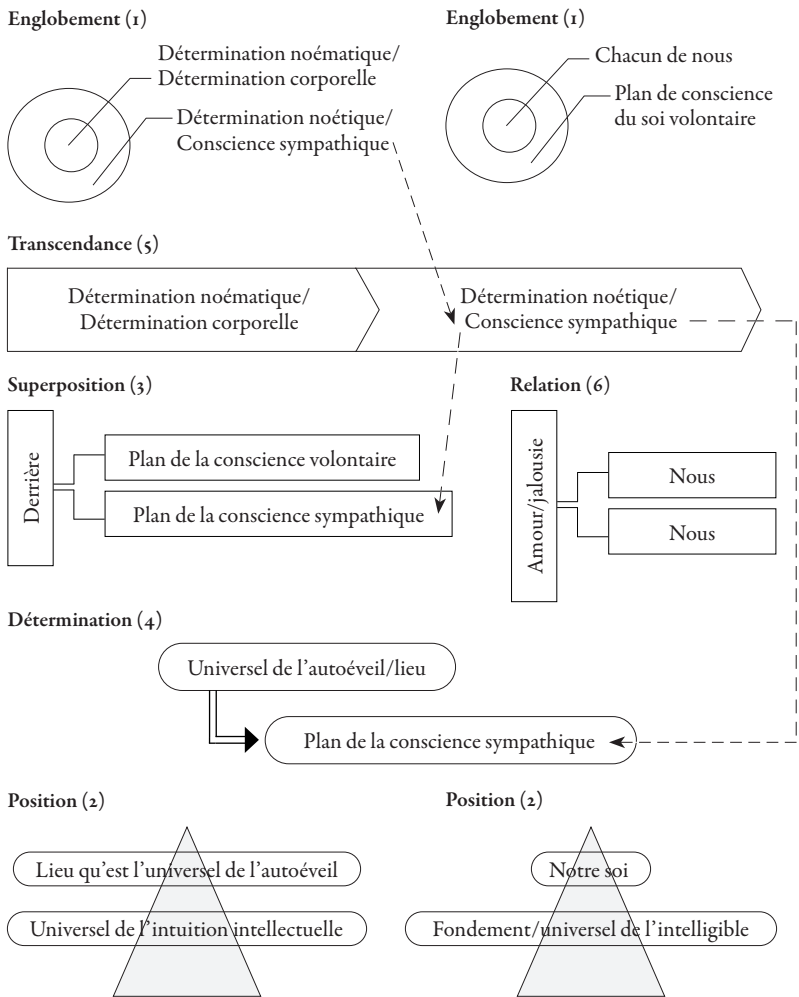 Englobement (1)
Détermination noématique/
Détermination corporelle
Détermination noétique/
Conscience sympathique
Englobement (1)
Chacun de nous
Plan de conscience
du soi volontaire
Transcendance (5)
Détermination noématique/
Détermination corporelle
Détermination noétique/
Conscience sympathique
Superposition (3)
Derrière
Plan de la conscience volontaire
Plan de la conscience sympathique
Relation (6)
Amour/jalousie
Nous
Nous
Détermination (4)
Universel de l’autoéveil/lieu
Plan de la conscience sympathique
Position (2)
Lieu qu’est l’universel de l’autoéveil
Universel de l’intuition intellectuelle
Position (2)
Notre soi
Fondement/universel de l’intelligible